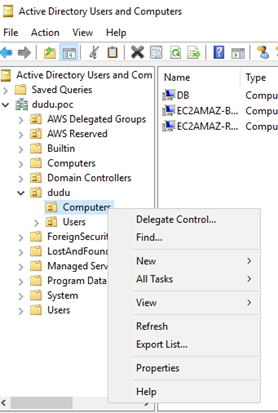 Active Directory Users and Computers
File Action View Help
Active Directory Users and Com
Saved Queries
dudu.poc
AWS Delegated Groups
AWS Reserved
Builtin
Computers
Domain Controllers
dudu
Computers
Users
ForeignSecurit
LostAndFound
Managed Serv
Program Data
System
Users
Name Type
DB Compu
EC2AMAZ-B... Compu
EC2AMAZ-R... Compu
Delegate Control...
Find...
New
All Tasks
View
Refresh
Export List...
Properties
Help